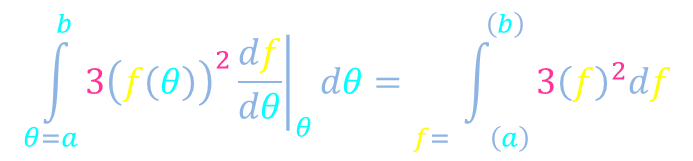 ∫_{θ=a}^{b} 3(f(θ))² df/dθ|_θ dθ = ∫_{f= (a)}^{(b)} 3(f)² df